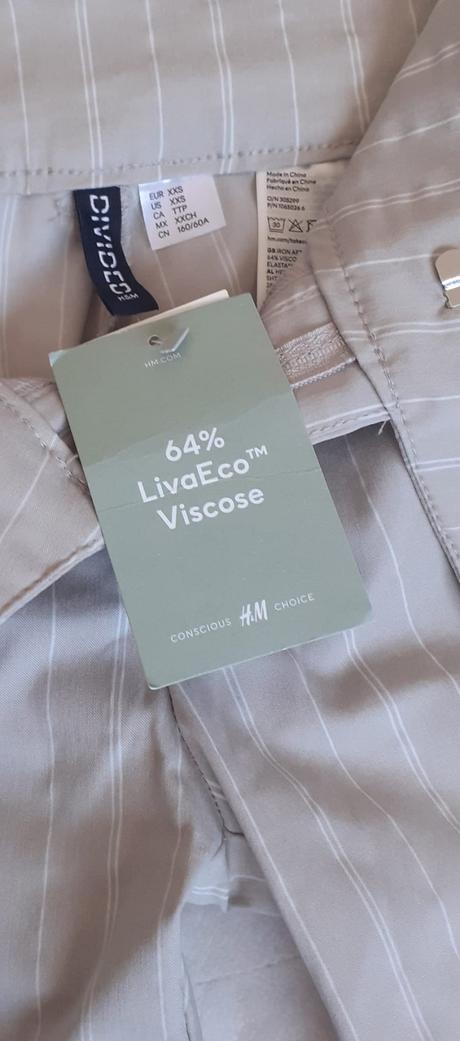 DIVIDED
H&M
EUR XXS
US XXS
CA TTP
MX XXCH
CN 160/60A
Made in China
Fabriqué en Chine
Hecho en China
30
HM.COM
64%
LivaEco™
Viscose
CONSCIOUS H&M CHOICE